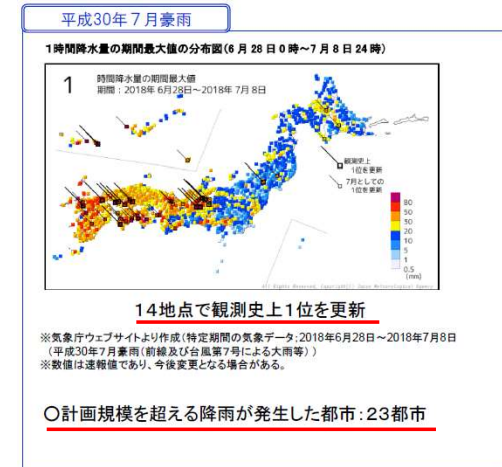 平成30年7月豪雨
1時間降水量の期間最大値の分布図(6月28日0時～7月8日24時)
1 時間降水量の期間最大値
期間：2018年 6月28日～2018年 7月8日
観測史上
1位を更新
7月としての
1位を更新
80
50
30
20
10
5
1
0.5
(mm)
All Rights Reserved, Copyright(C) Japan Meteorological Agency
14地点で観測史上1位を更新
※気象庁ウェブサイトより作成(特定期間の気象データ:2018年6月28日～2018年7月8日
(平成30年7月豪雨(前線及び台風第7号による大雨等))
※数値は速報値であり、今後変更となる場合がある。
〇計画規模を超える降雨が発生した都市：23都市